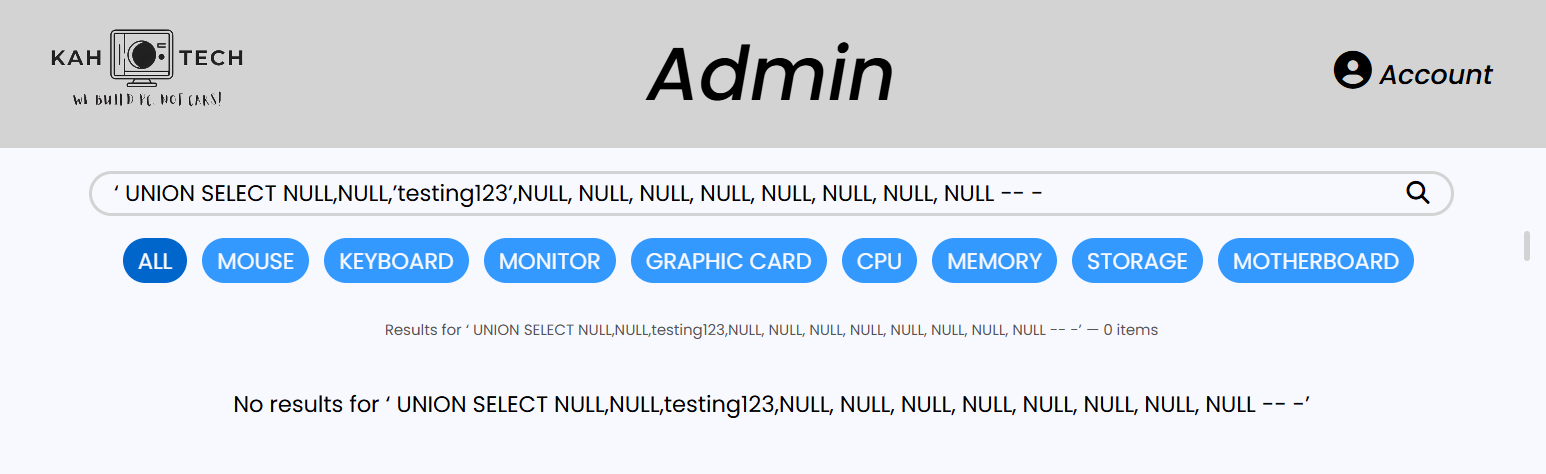 KAH TECH
WE BUILD PC NOT CARS!
Admin
Account
‘ UNION SELECT NULL,NULL,’testing123’,NULL, NULL, NULL, NULL, NULL, NULL, NULL, NULL -- -
ALL MOUSE KEYBOARD MONITOR GRAPHIC CARD CPU MEMORY STORAGE MOTHERBOARD
Results for ‘ UNION SELECT NULL,NULL,testing123,NULL, NULL, NULL, NULL, NULL, NULL, NULL, NULL -- -’ — 0 items
No results for ‘ UNION SELECT NULL,NULL,testing123,NULL, NULL, NULL, NULL, NULL, NULL, NULL, NULL -- -’